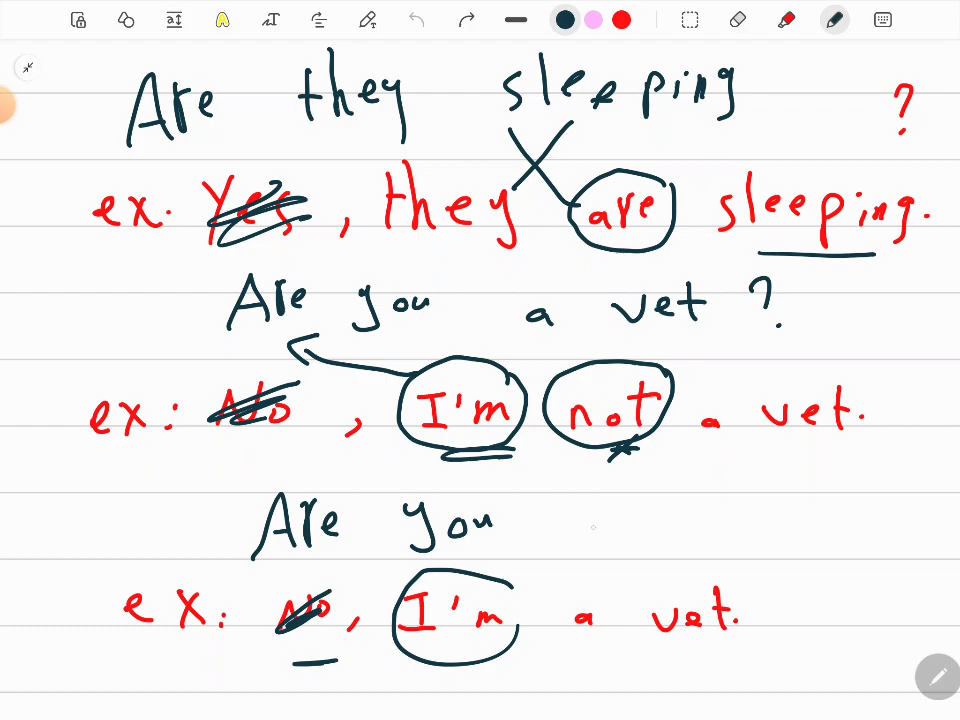 Are they sleeping ?
ex. Yes, they are sleeping.
Are you a vet ?
ex: No, I'm not a vet.
Are you
ex: No, I'm a vet.